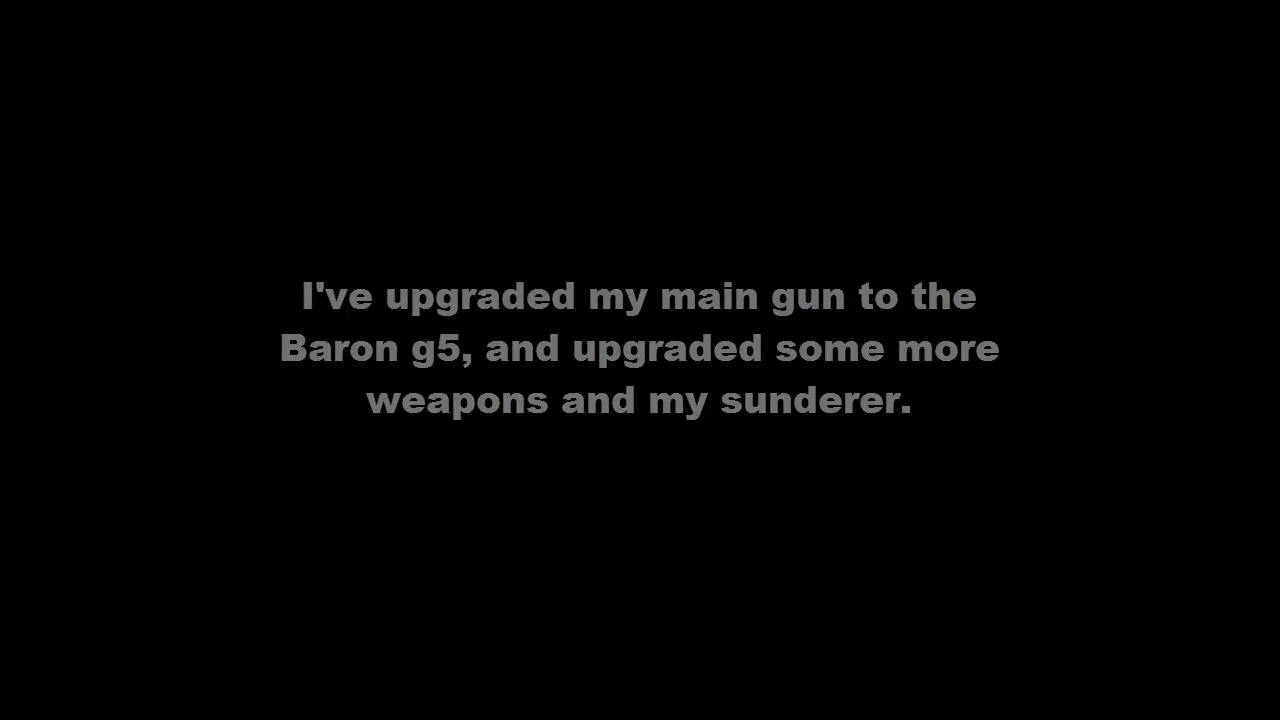 I've upgraded my main gun to the
Baron g5, and upgraded some more
weapons and my sunderer.